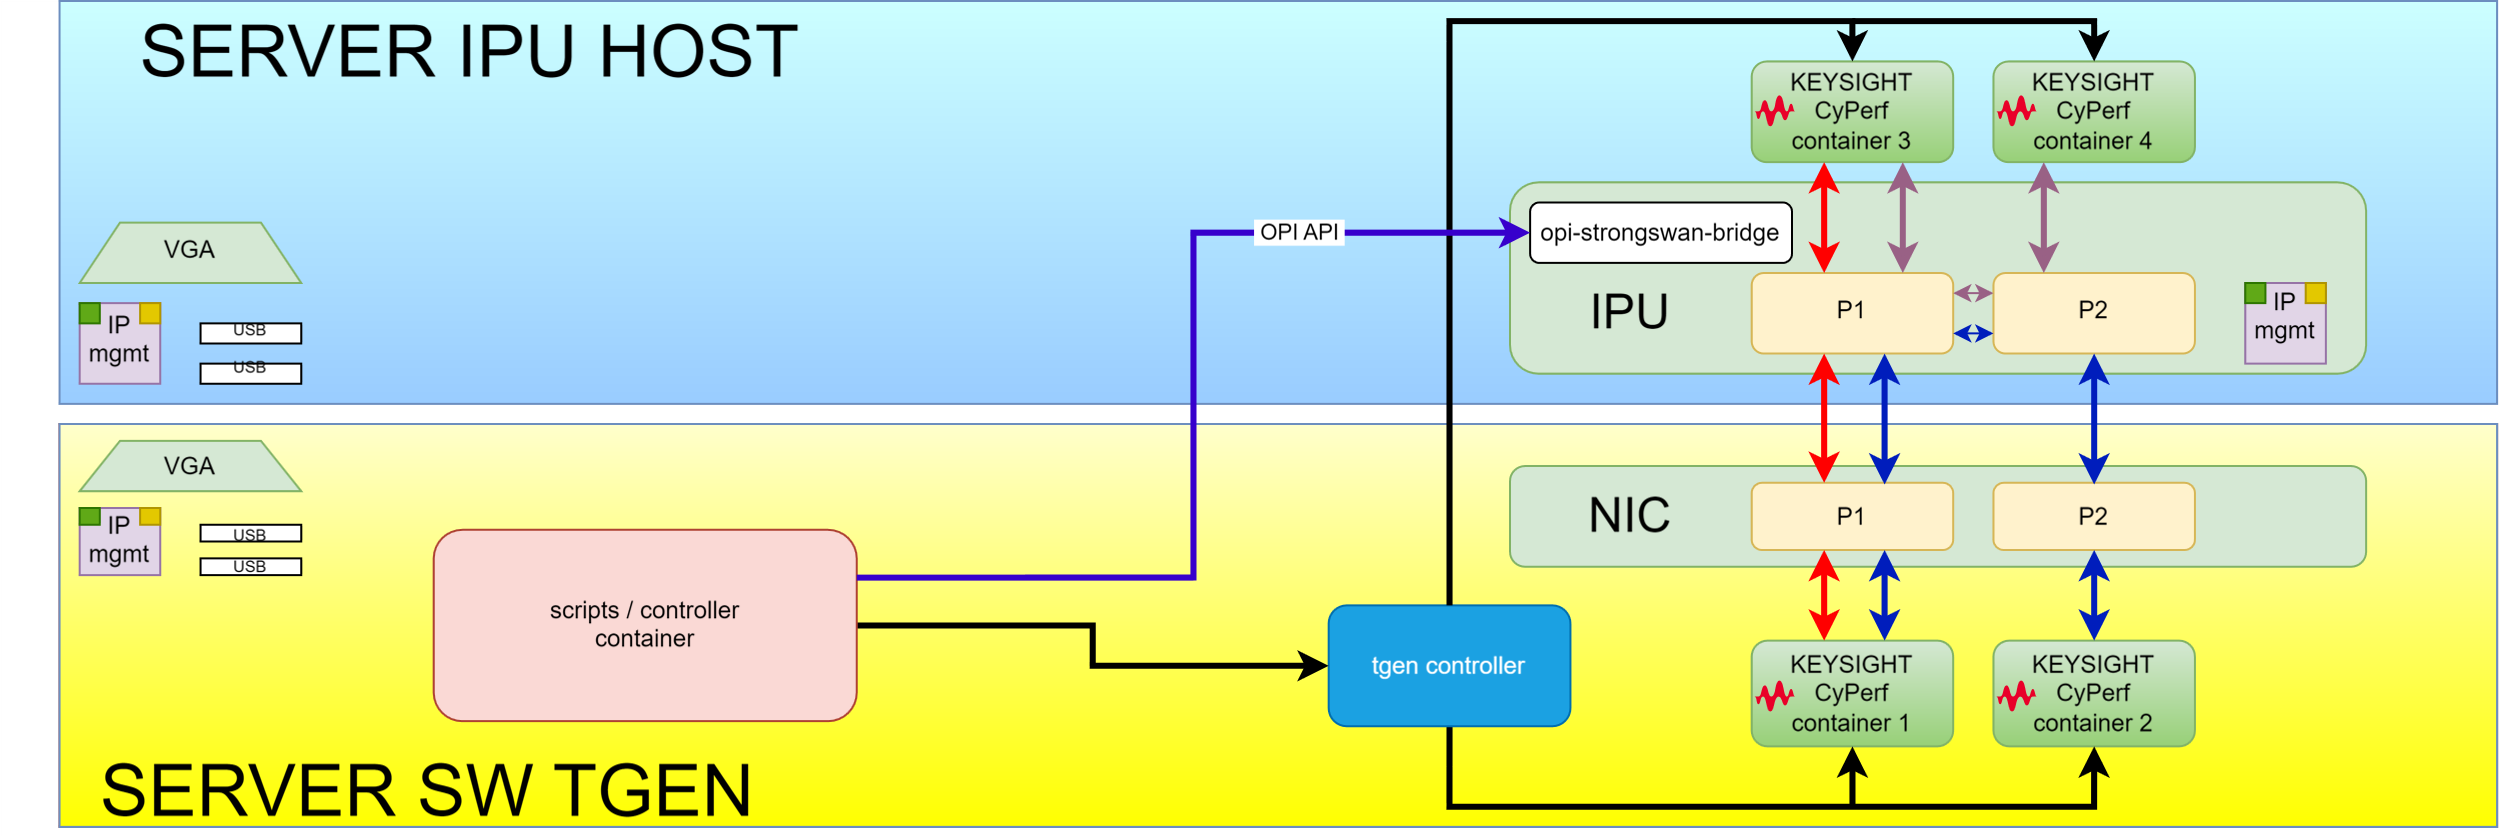 SERVER IPU HOST
KEYSIGHT
CyPerf
container 3
KEYSIGHT
CyPerf
container 4
VGA
OPI API
opi-strongswan-bridge
IP
mgmt
USB
USB
IPU
P1
P2
IP
mgmt
VGA
IP
mgmt
USB
USB
NIC
P1
P2
scripts / controller
container
tgen controller
KEYSIGHT
CyPerf
container 1
KEYSIGHT
CyPerf
container 2
SERVER SW TGEN